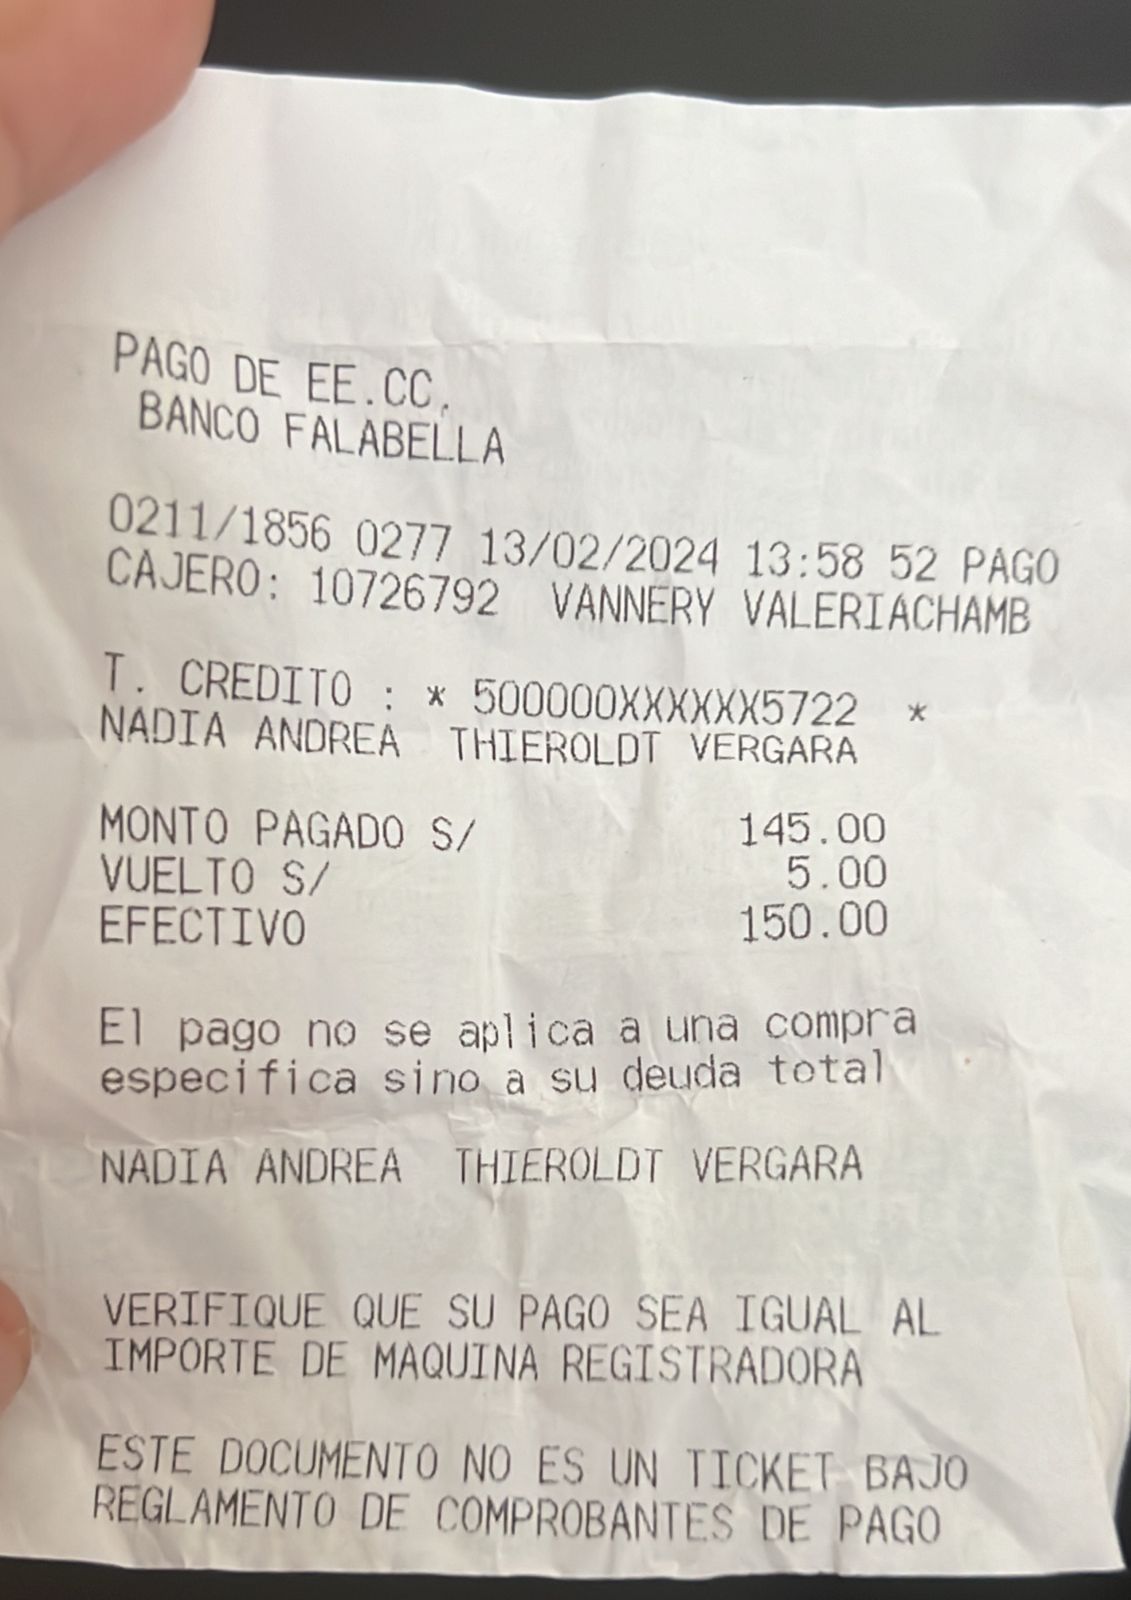 PAGO DE EE.CC.
BANCO FALABELLA
0211/1856 0277 13/02/2024 13:58 52 PAGO
CAJERO: 10726792 VANNERY VALERIACHAMB
T. CREDITO : * 500000XXXXXX5722 *
NADIA ANDREA THIEROLDT VERGARA
MONTO PAGADO S/ 145.00
VUELTO S/ 5.00
EFECTIVO 150.00
El pago no se aplica a una compra
especifica sino a su deuda total
NADIA ANDREA THIEROLDT VERGARA
VERIFIQUE QUE SU PAGO SEA IGUAL AL
IMPORTE DE MAQUINA REGISTRADORA
ESTE DOCUMENTO NO ES UN TICKET BAJO
REGLAMENTO DE COMPROBANTES DE PAGO